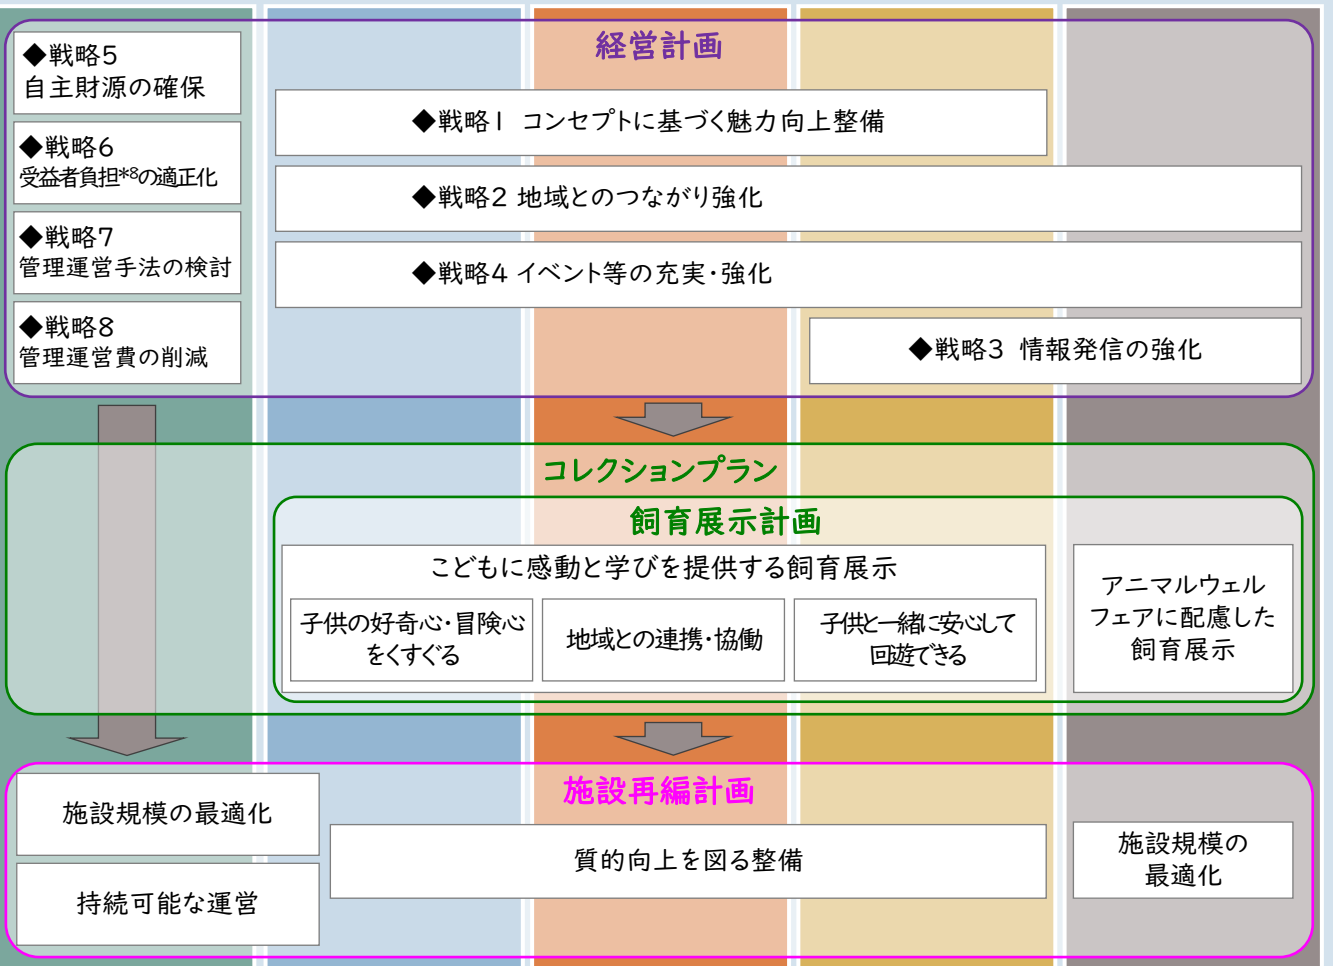 経営計画
◆戦略5
自主財源の確保
◆戦略6
受益者負担*8の適正化
◆戦略7
管理運営手法の検討
◆戦略8
管理運営費の削減
◆戦略1 コンセプトに基づく魅力向上整備
◆戦略2 地域とのつながり強化
◆戦略4 イベント等の充実・強化
◆戦略3 情報発信の強化
コレクションプラン
飼育展示計画
こどもに感動と学びを提供する飼育展示
子供の好奇心・冒険心
をくすぐる
地域との連携・協働
子供と一緒に安心して
回遊できる
アニマルウェル
フェアに配慮した
飼育展示
施設再編計画
施設規模の最適化
持続可能な運営
質的向上を図る整備
施設規模の
最適化